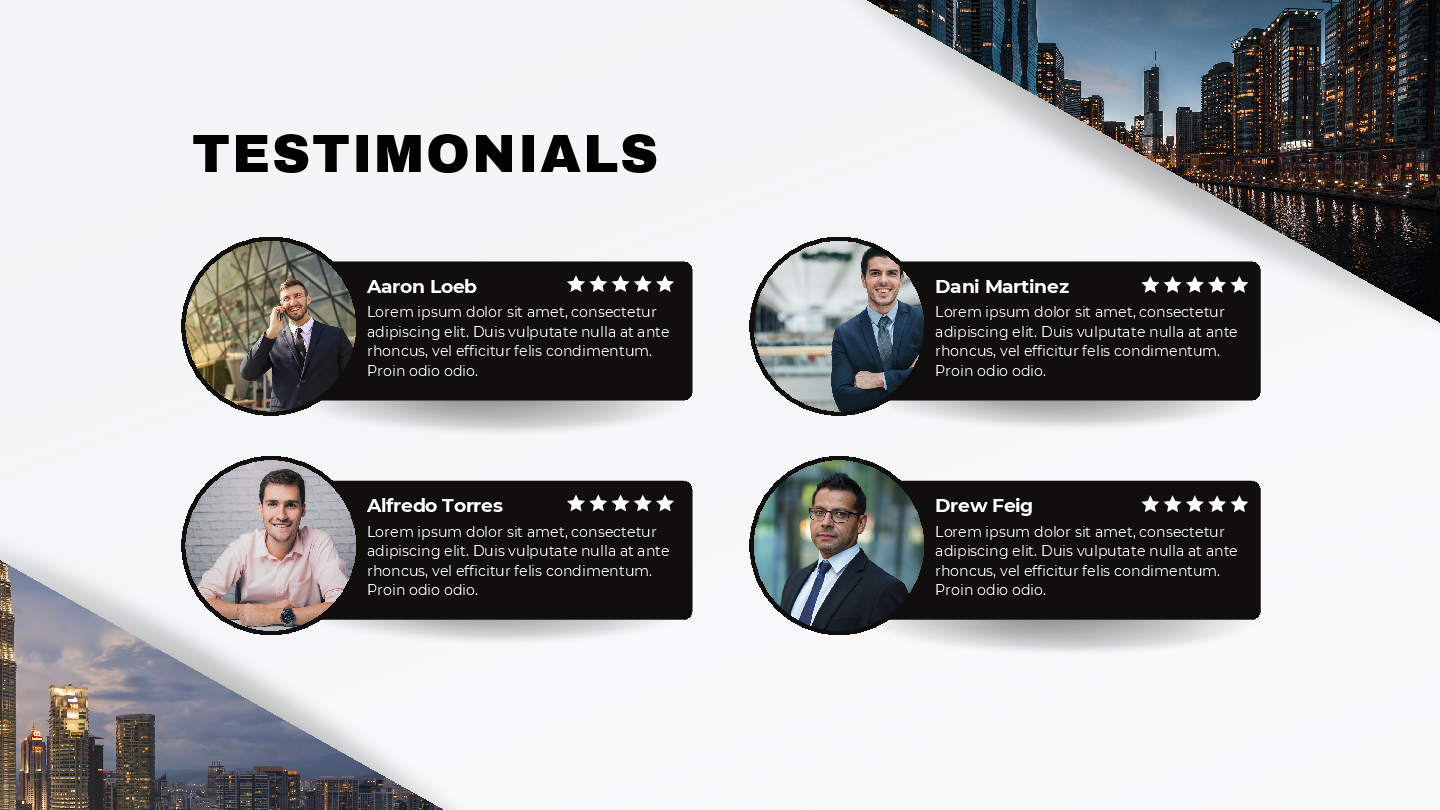 TESTIMONIALS
Aaron Loeb
Lorem ipsum dolor sit amet, consectetur
adipiscing elit. Duis vulputate nulla at ante
rhoncus, vel efficitur felis condimentum.
Proin odio odio.
Dani Martinez
Lorem ipsum dolor sit amet, consectetur
adipiscing elit. Duis vulputate nulla at ante
rhoncus, vel efficitur felis condimentum.
Proin odio odio.
Alfredo Torres
Lorem ipsum dolor sit amet, consectetur
adipiscing elit. Duis vulputate nulla at ante
rhoncus, vel efficitur felis condimentum.
Proin odio odio.
Drew Feig
Lorem ipsum dolor sit amet, consectetur
adipiscing elit. Duis vulputate nulla at ante
rhoncus, vel efficitur felis condimentum.
Proin odio odio.